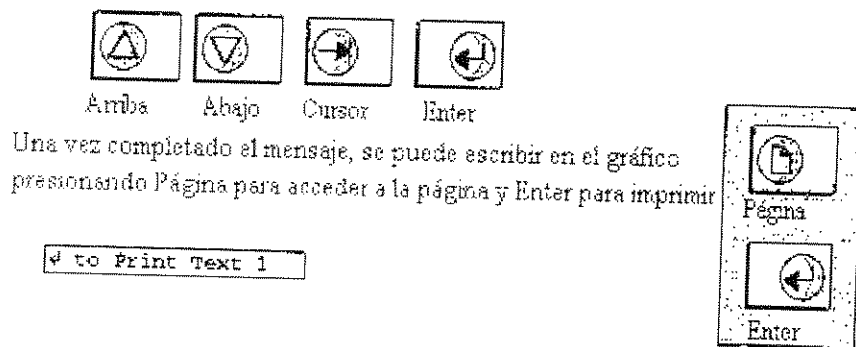 Arriba Abajo Cursor Enter
Una vez completado el mensaje, se puede escribir en el gráfico
presionando Página para acceder a la página y Enter para imprimir
Página
↲ to Print Text 1
Enter